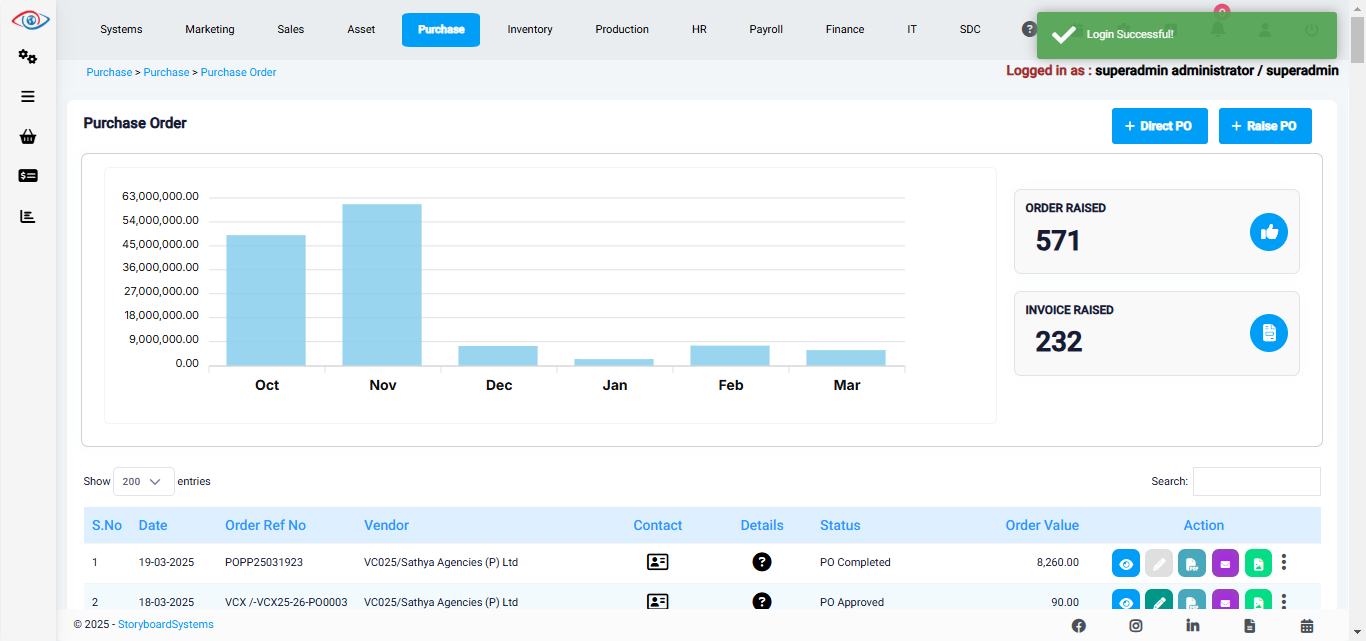 Systems Marketing Sales Asset Purchase Inventory Production HR Payroll Finance IT SDC
Login Successful!
Purchase > Purchase > Purchase Order
Logged in as : superadmin administrator / superadmin
Purchase Order
+ Direct PO
+ Raise PO
63,000,000.00
54,000,000.00
45,000,000.00
36,000,000.00
27,000,000.00
18,000,000.00
9,000,000.00
0.00
Oct Nov Dec Jan Feb Mar
ORDER RAISED
571
INVOICE RAISED
232
Show 200 entries
Search:
S.No Date Order Ref No Vendor Contact Details Status Order Value Action
1 19-03-2025 POPP25031923 VC025/Sathya Agencies (P) Ltd PO Completed 8,260.00
2 18-03-2025 VCX /-VCX25-26-PO0003 VC025/Sathya Agencies (P) Ltd PO Approved 90.00
© 2025 - StoryboardSystems